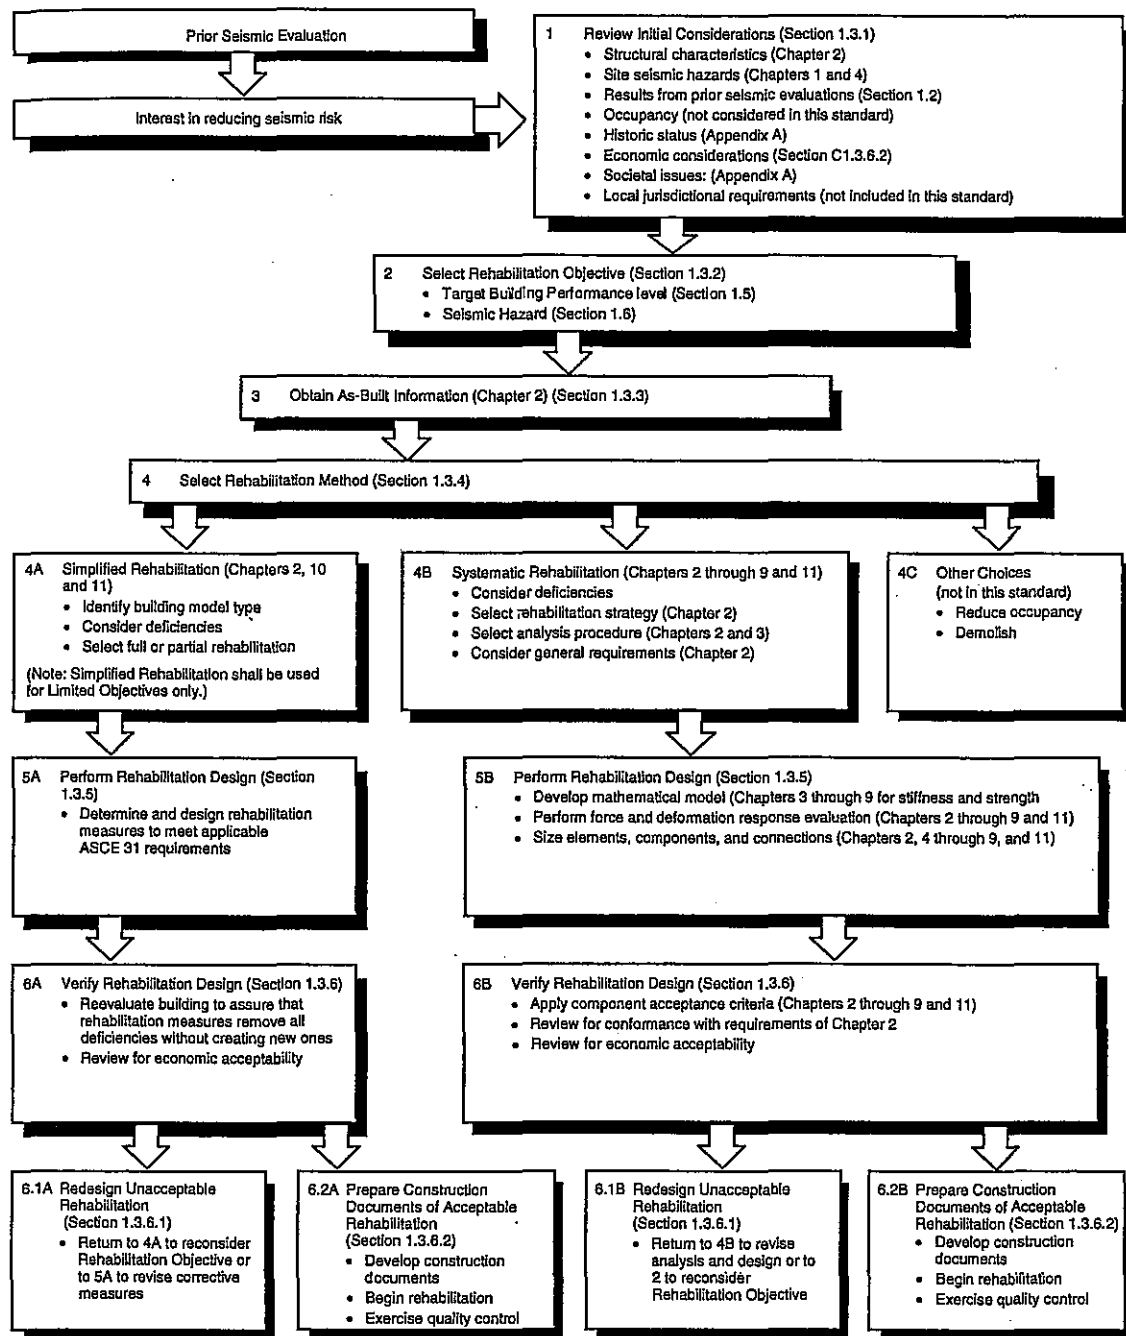 Prior Seismic Evaluation
Interest in reducing seismic risk
1 Review Initial Considerations (Section 1.3.1)
• Structural characteristics (Chapter 2)
• Site seismic hazards (Chapters 1 and 4)
• Results from prior seismic evaluations (Section 1.2)
• Occupancy (not considered in this standard)
• Historic status (Appendix A)
• Economic considerations (Section C1.3.6.2)
• Societal issues: (Appendix A)
• Local jurisdictional requirements (not included in this standard)
2 Select Rehabilitation Objective (Section 1.3.2)
• Target Building Performance level (Section 1.5)
• Seismic Hazard (Section 1.6)
3 Obtain As-Built Information (Chapter 2) (Section 1.3.3)
4 Select Rehabilitation Method (Section 1.3.4)
4A Simplified Rehabilitation (Chapters 2, 10
and 11)
• Identify building model type
• Consider deficiencies
• Select full or partial rehabilitation
(Note: Simplified Rehabilitation shall be used
for Limited Objectives only.)
4B Systematic Rehabilitation (Chapters 2 through 9 and 11)
• Consider deficiencies
• Select rehabilitation strategy (Chapter 2)
• Select analysis procedure (Chapters 2 and 3)
• Consider general requirements (Chapter 2)
4C Other Choices
(not in this standard)
• Reduce occupancy
• Demolish
5A Perform Rehabilitation Design (Section
1.3.5)
• Determine and design rehabilitation
measures to meet applicable
ASCE 31 requirements
5B Perform Rehabilitation Design (Section 1.3.5)
• Develop mathematical model (Chapters 3 through 9 for stiffness and strength
• Perform force and deformation response evaluation (Chapters 2 through 9 and 11)
• Size elements, components, and connections (Chapters 2, 4 through 9, and 11)
6A Verify Rehabilitation Design (Section 1.3.6)
• Reevaluate building to assure that
rehabilitation measures remove all
deficiencies without creating new ones
• Review for economic acceptability
6B Verify Rehabilitation Design (Section 1.3.6)
• Apply component acceptance criteria (Chapters 2 through 9 and 11)
• Review for conformance with requirements of Chapter 2
• Review for economic acceptability
6.1A Redesign Unacceptable
Rehabilitation
(Section 1.3.6.1)
• Return to 4A to reconsider
Rehabilitation Objective or
to 5A to revise corrective
measures
6.2A Prepare Construction
Documents of Acceptable
Rehabilitation
(Section 1.3.6.2)
• Develop construction
documents
• Begin rehabilitation
• Exercise quality control
6.1B Redesign Unacceptable
Rehabilitation
(Section 1.3.6.1)
• Return to 4B to revise
analysis and design or to
2 to reconsider
Rehabilitation Objective
6.2B Prepare Construction
Documents of Acceptable
Rehabilitation (Section 1.3.6.2)
• Develop construction
documents
• Begin rehabilitation
• Exercise quality control